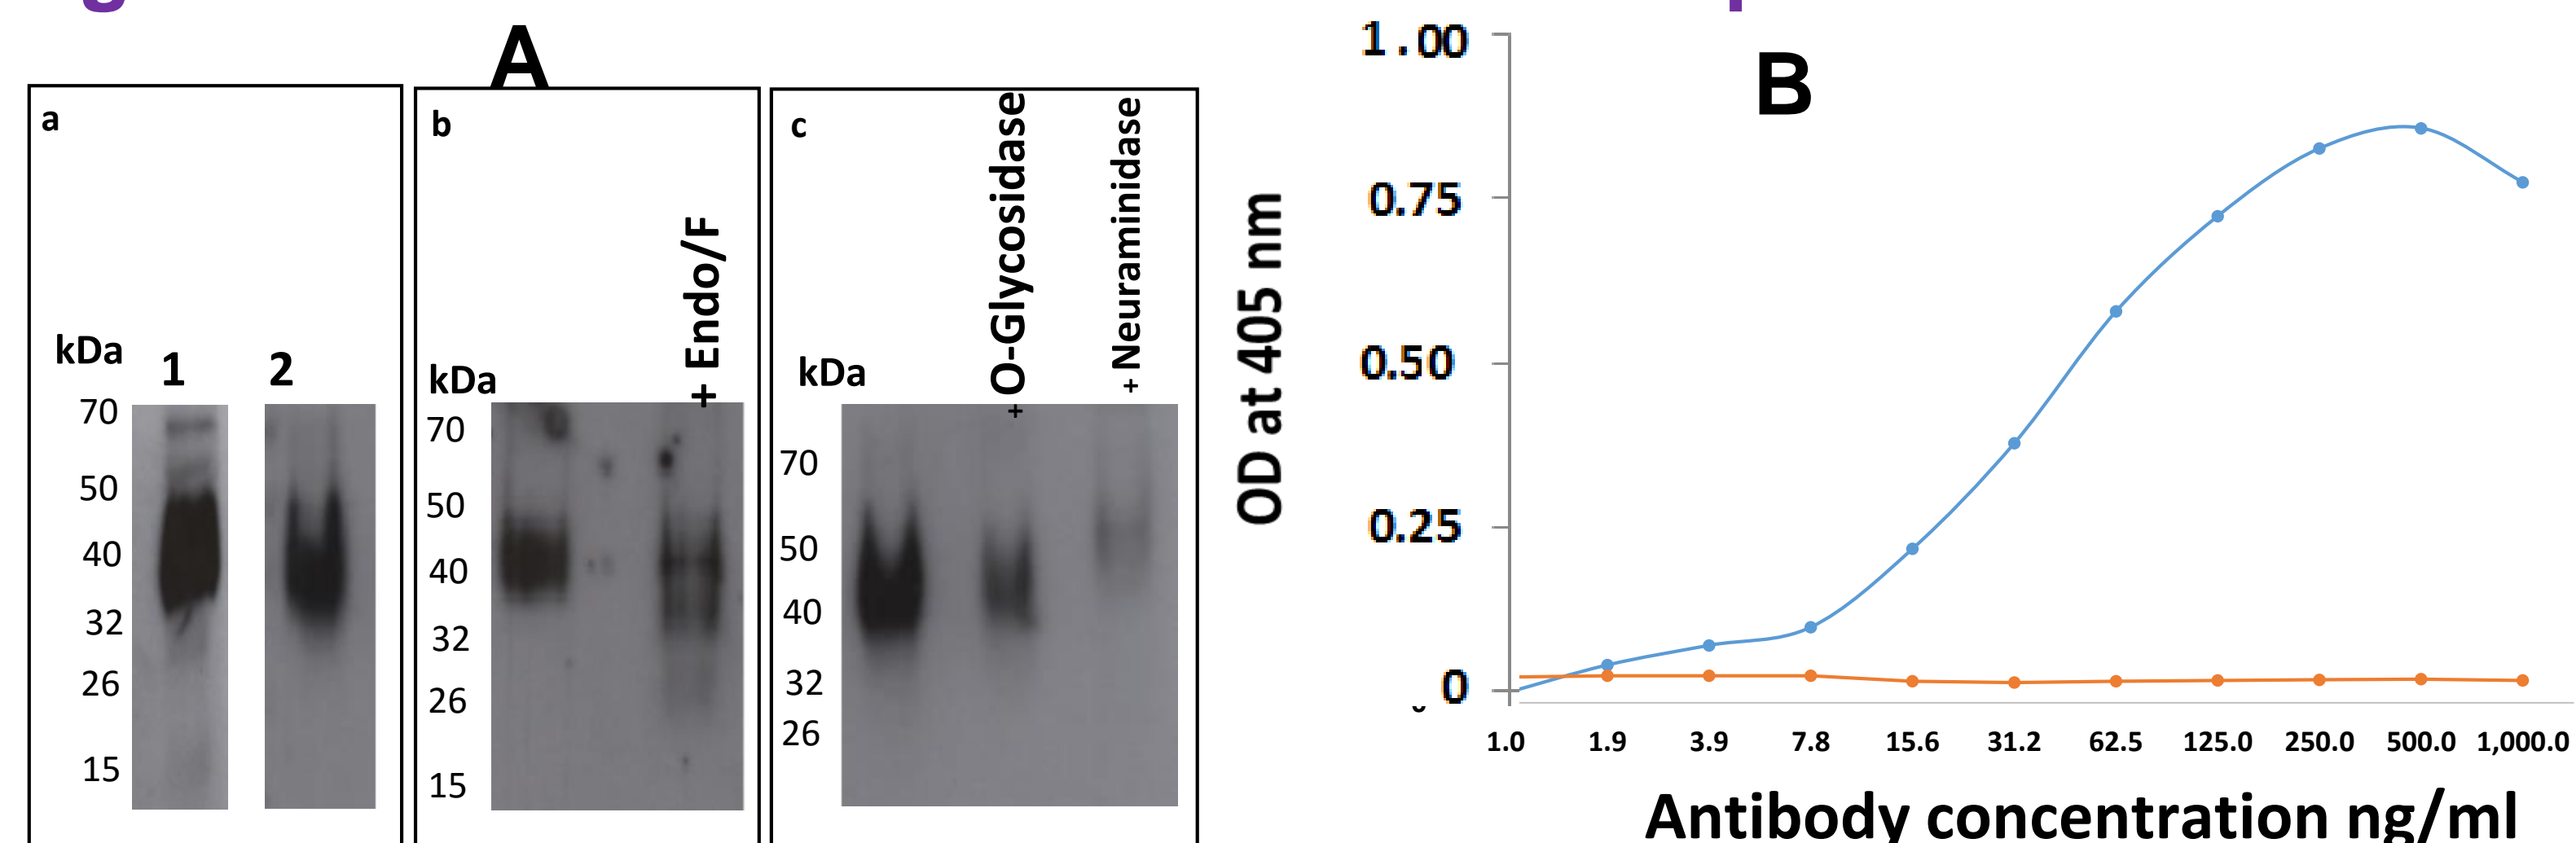 A
a
kDa
1
2
70
50
40
32
26
15
b
+ Endo/F
kDa
70
50
40
32
26
15
c
+ O-Glycosidase
+ Neuraminidase
kDa
70
50
40
32
26
B
OD at 405 nm
1.00
0.75
0.50
0.25
0
1.0 1.9 3.9 7.8 15.6 31.2 62.5 125.0 250.0 500.0 1,000.0
Antibody concentration ng/ml